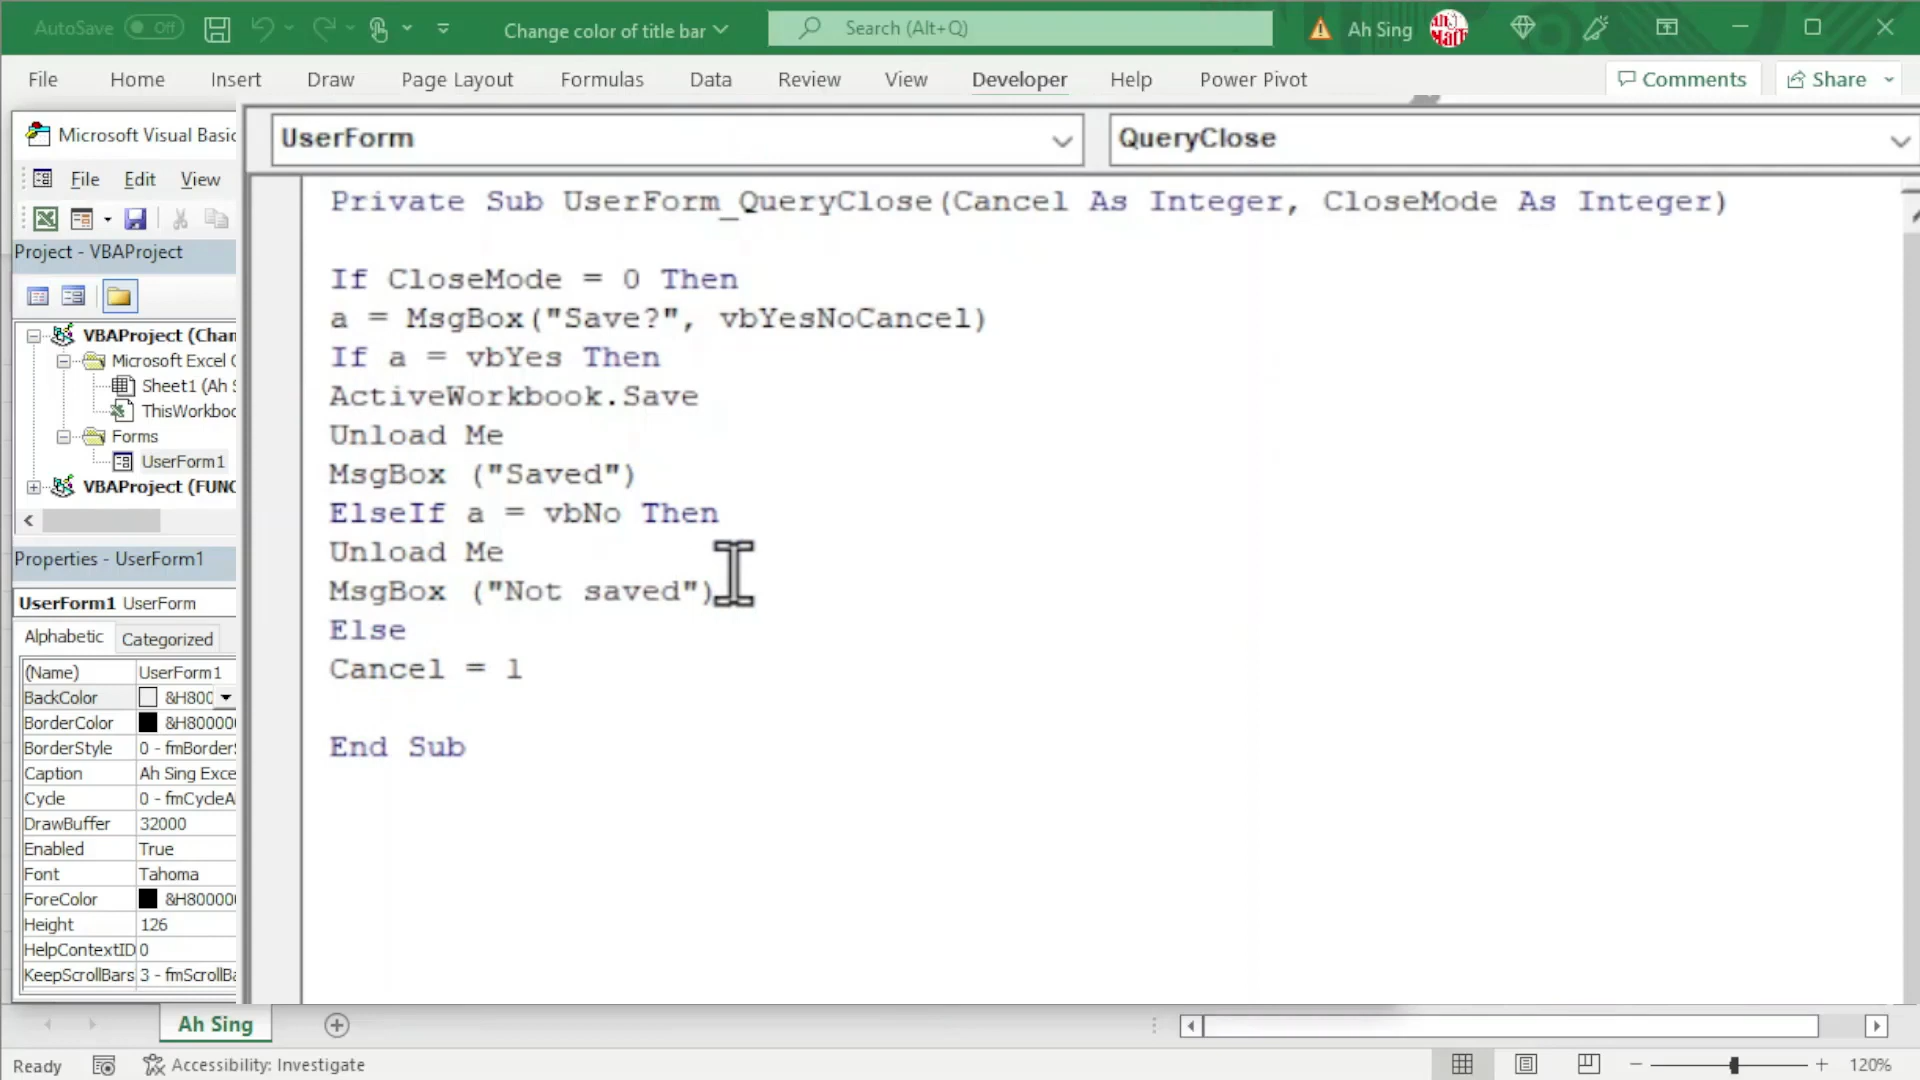 AutoSave Off
Change color of title bar
Search (Alt+Q)
Ah Sing
File Home Insert Draw Page Layout Formulas Data Review View Developer Help Power Pivot Comments Share
Microsoft Visual Basic
UserForm QueryClose
File Edit View
Project - VBAProject
VBAProject (Chan
Microsoft Excel O
Sheet1 (Ah S
ThisWorkboo
Forms
UserForm1
VBAProject (FUNC
Properties - UserForm1
UserForm1 UserForm
Alphabetic Categorized
(Name) UserForm1
BackColor &H800
BorderColor &H80000
BorderStyle 0 - fmBorderS
Caption Ah Sing Exce
Cycle 0 - fmCycleA
DrawBuffer 32000
Enabled True
Font Tahoma
ForeColor &H80000
Height 126
HelpContextID 0
KeepScrollBars 3 - fmScrollBa
Private Sub UserForm_QueryClose(Cancel As Integer, CloseMode As Integer)
If CloseMode = 0 Then
a = MsgBox("Save?", vbYesNoCancel)
If a = vbYes Then
ActiveWorkbook.Save
Unload Me
MsgBox ("Saved")
ElseIf a = vbNo Then
Unload Me
MsgBox ("Not saved")
Else
Cancel = 1
End Sub
Ah Sing
Ready Accessibility: Investigate 120%